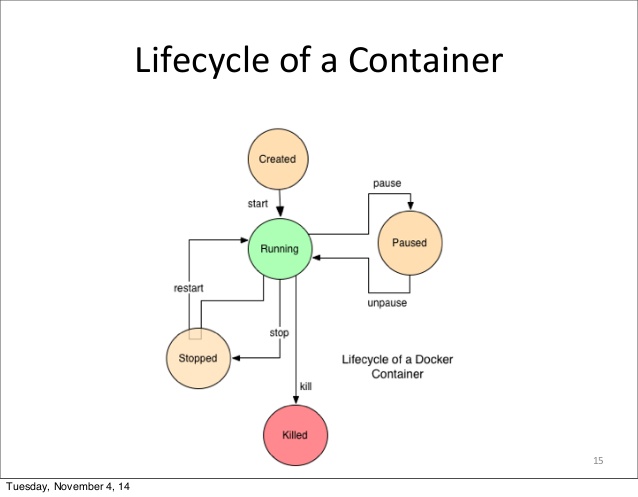 Lifecycle of a Container
Created
start
pause
Running
Paused
restart
unpause
stop
Stopped
Lifecycle of a Docker
Container
kill
Killed
15
Tuesday, November 4, 14